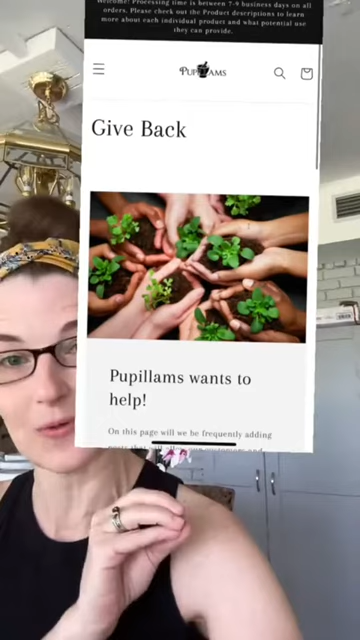 Welcome! Processing time is between 7-9 business days on all
orders. Please check out the Product descriptions to learn
more about each individual product and what potential use
they can provide.
PUPILLAMS
Give Back
Pupillams wants to
help!
On this page will we be frequently adding